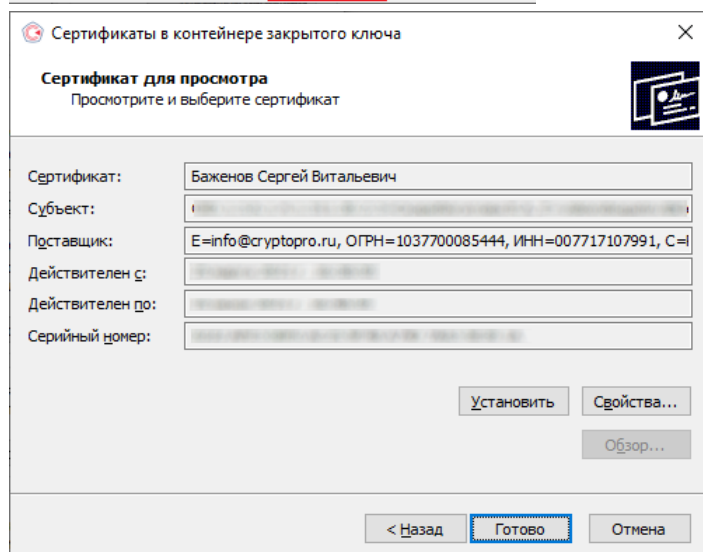 Сертификаты в контейнере закрытого ключа
Сертификат для просмотра
Просмотрите и выберите сертификат
Сертификат: Баженов Сергей Витальевич
Субъект:
Поставщик: E=info@cryptopro.ru, ОГРН=1037700085444, ИНН=007717107991, C=
Действителен с:
Действителен по:
Серийный номер:
Установить Свойства...
Обзор...
< Назад Готово Отмена